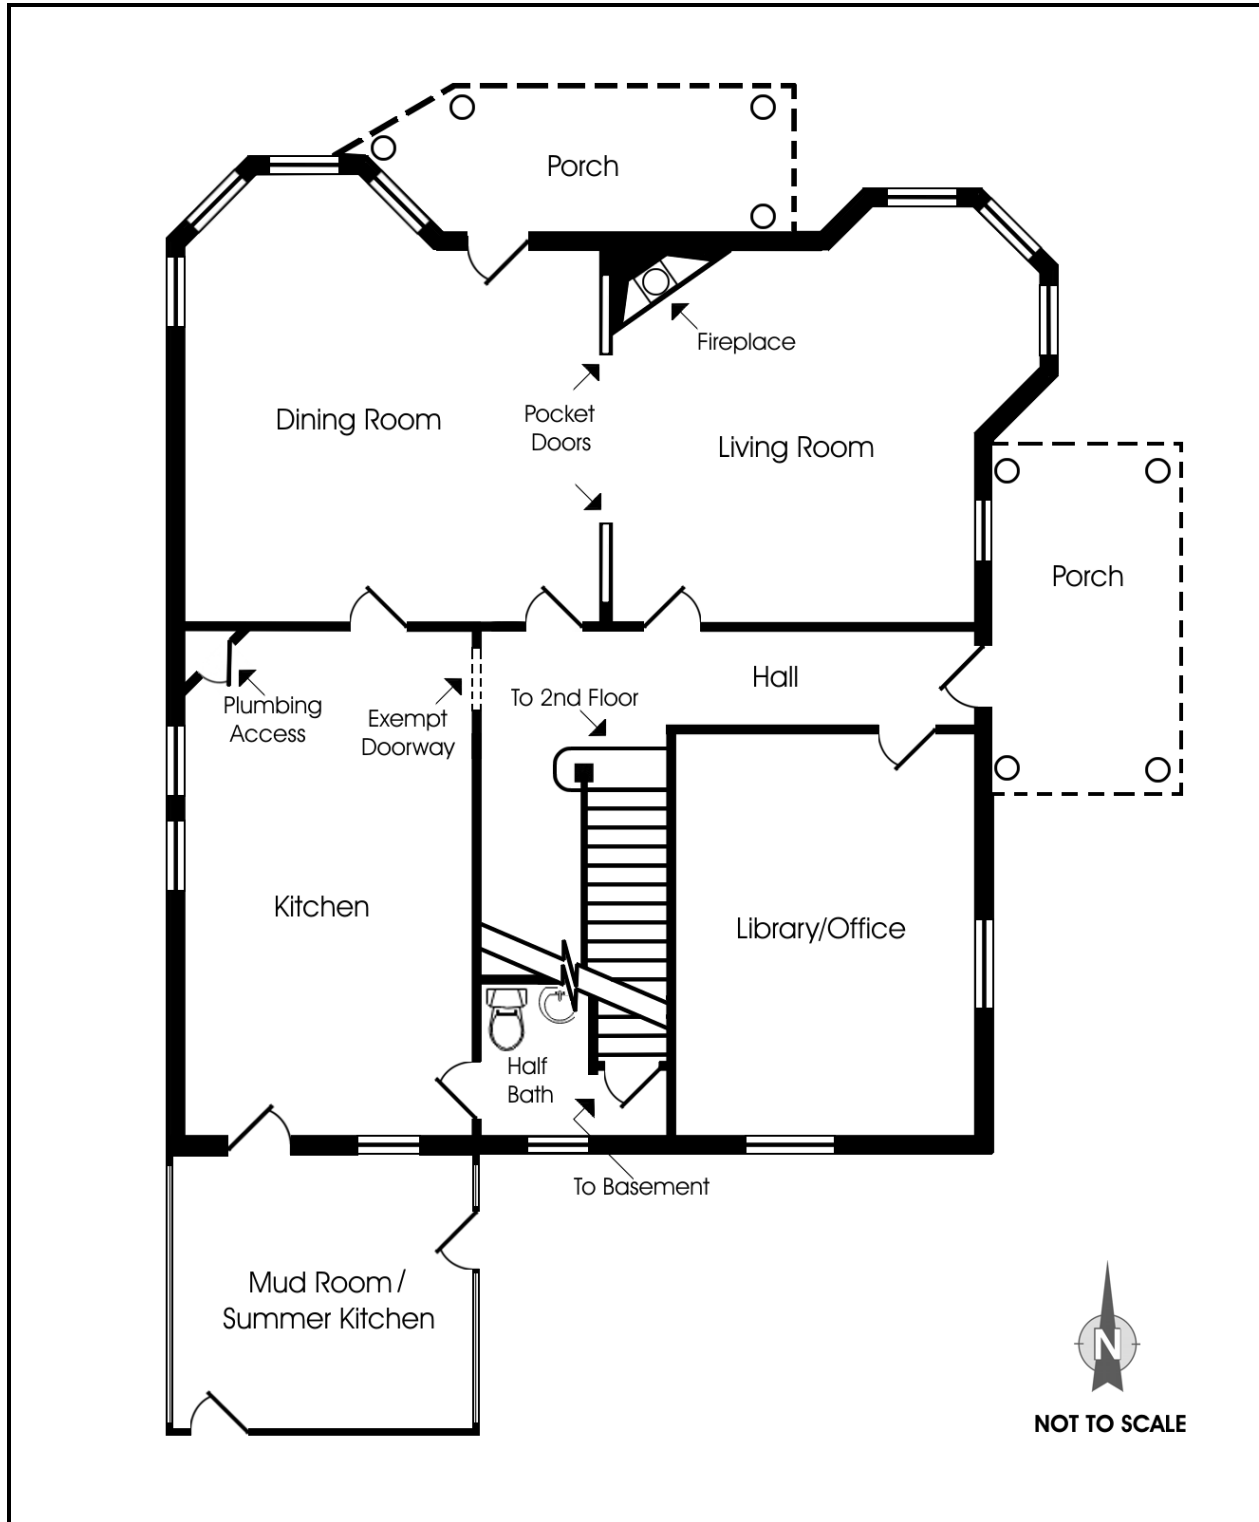 Porch
Fireplace
Dining Room
Pocket
Doors
Living Room
Porch
Hall
To 2nd Floor
Plumbing
Access
Exempt
Doorway
Kitchen
Library/Office
Half
Bath
To Basement
Mud Room/
Summer Kitchen
N
NOT TO SCALE